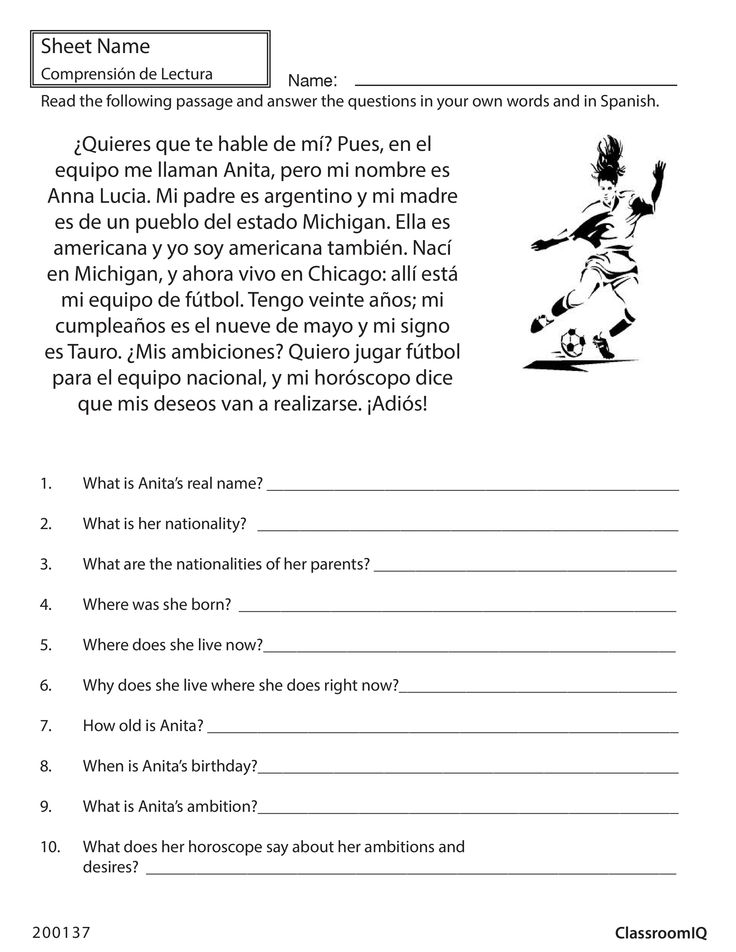 Sheet Name
Comprensión de Lectura
Name:
Read the following passage and answer the questions in your own words and in Spanish.
¿Quieres que te hable de mí? Pues, en el
equipo me llaman Anita, pero mi nombre es
Anna Lucia. Mi padre es argentino y mi madre
es de un pueblo del estado Michigan. Ella es
americana y yo soy americana también. Nací
en Michigan, y ahora vivo en Chicago: allí está
mi equipo de fútbol. Tengo veinte años; mi
cumpleaños es el nueve de mayo y mi signo
es Tauro. ¿Mis ambiciones? Quiero jugar fútbol
para el equipo nacional, y mi horóscopo dice
que mis deseos van a realizarse. ¡Adiós!
1. What is Anita's real name?
2. What is her nationality?
3. What are the nationalities of her parents?
4. Where was she born?
5. Where does she live now?
6. Why does she live where she does right now?
7. How old is Anita?
8. When is Anita's birthday?
9. What is Anita's ambition?
10. What does her horoscope say about her ambitions and
desires?
200137
ClassroomIQ